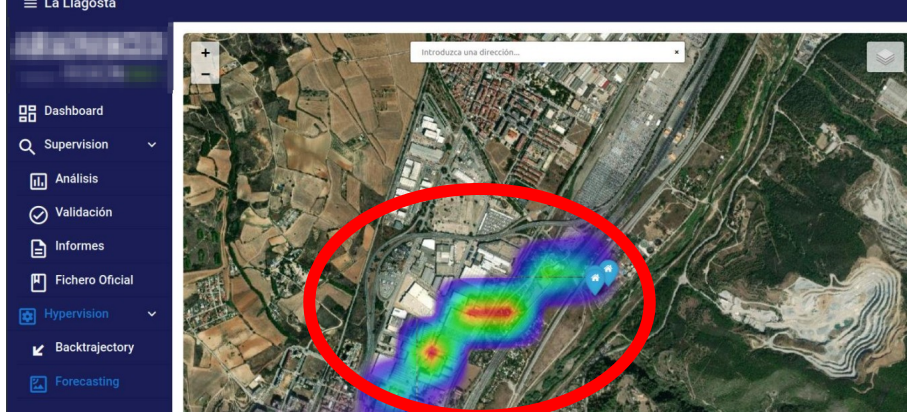 La Llagosta
Introduzca una dirección...
Dashboard
Supervision
Análisis
Validación
Informes
Fichero Oficial
Hypervision
Backtrajectory
Forecasting